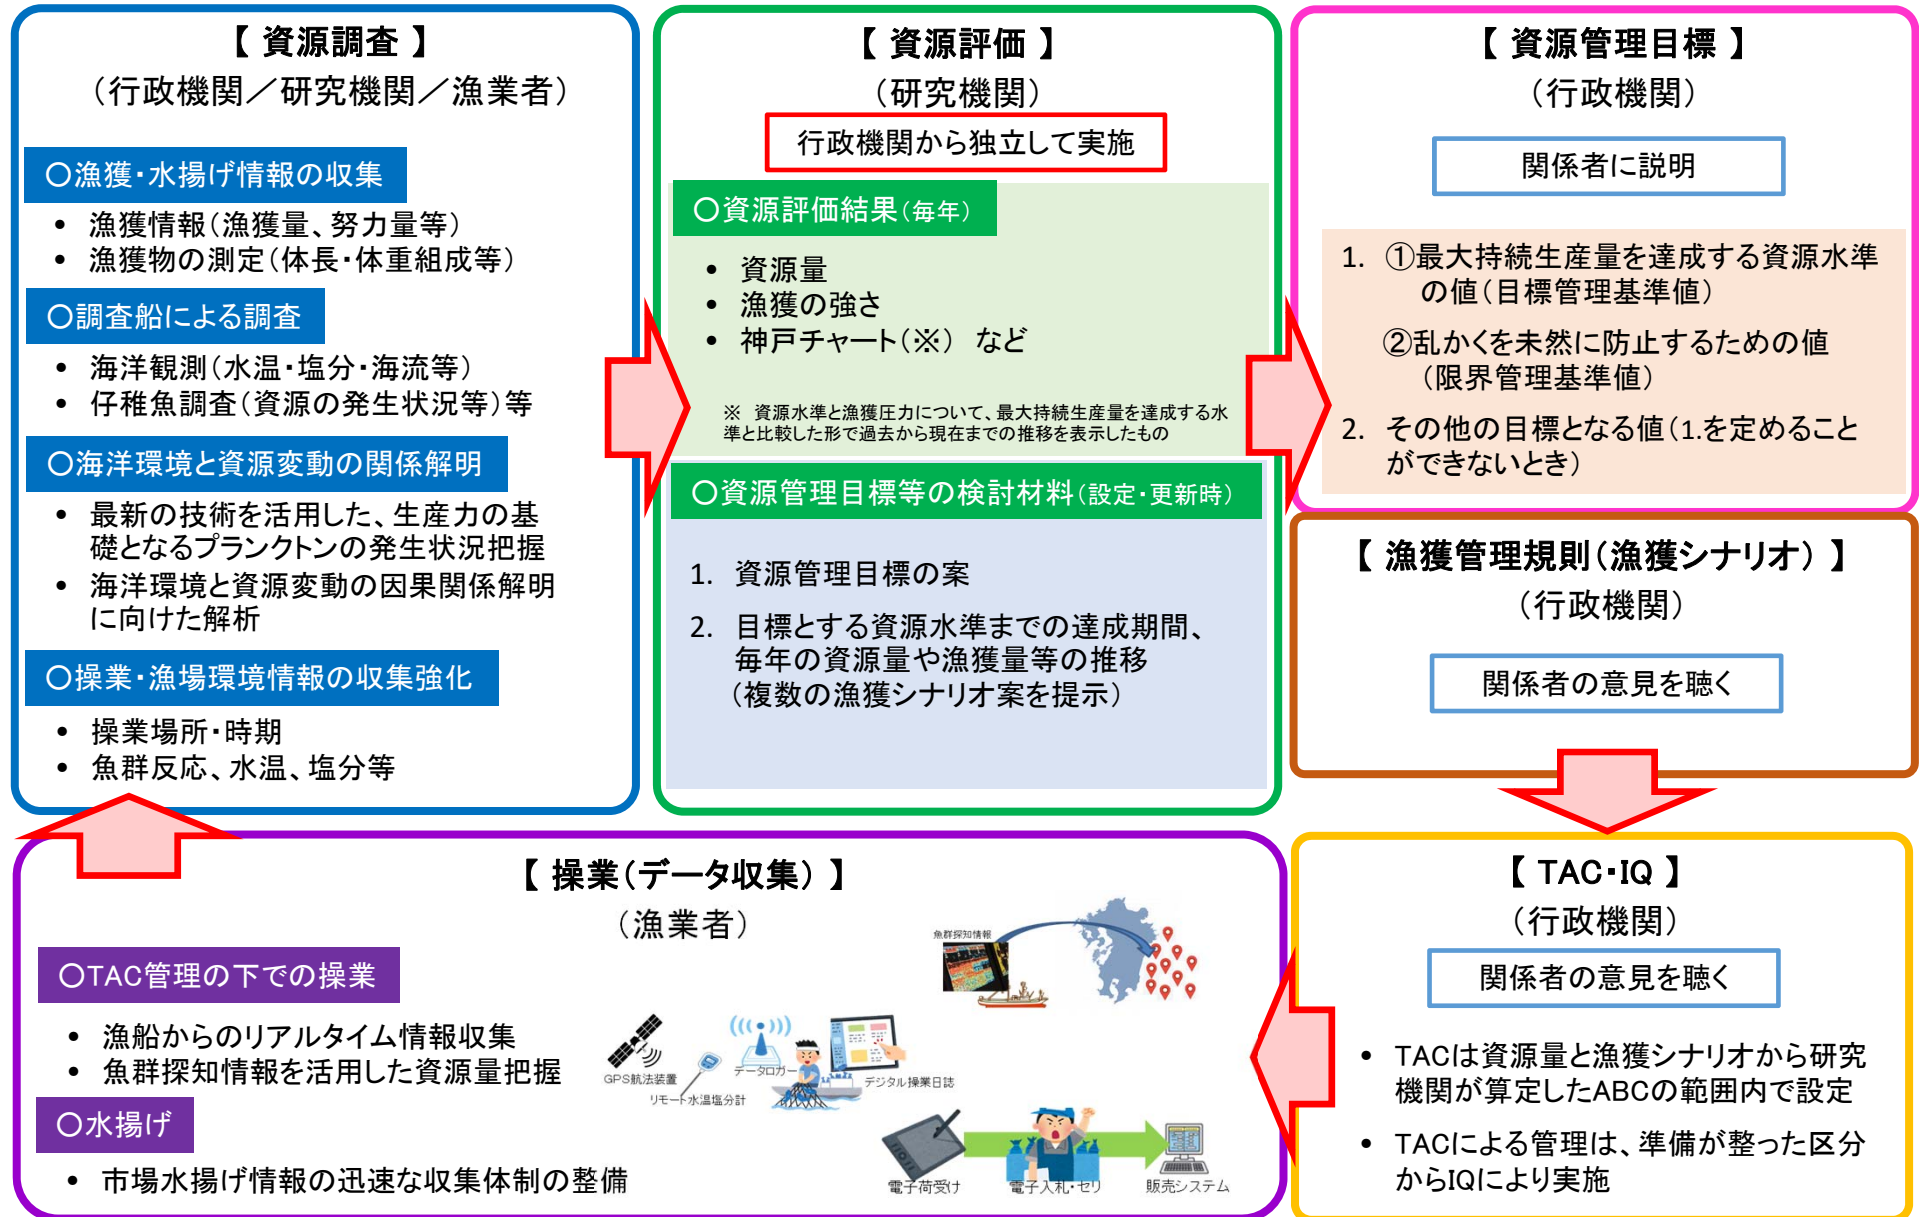 【 資源調査 】
（行政機関／研究機関／漁業者）
〇漁獲・水揚げ情報の収集
• 漁獲情報（漁獲量、努力量等）
• 漁獲物の測定（体長・体重組成等）
〇調査船による調査
• 海洋観測（水温・塩分・海流等）
• 仔稚魚調査（資源の発生状況等）等
〇海洋環境と資源変動の関係解明
• 最新の技術を活用した、生産力の基
礎となるプランクトンの発生状況把握
• 海洋環境と資源変動の因果関係解明
に向けた解析
〇操業・漁場環境情報の収集強化
• 操業場所・時期
• 魚群反応、水温、塩分等
【 資源評価 】
（研究機関）
行政機関から独立して実施
〇資源評価結果（毎年）
• 資源量
• 漁獲の強さ
• 神戸チャート（※） など
※ 資源水準と漁獲圧力について、最大持続生産量を達成する水
準と比較した形で過去から現在までの推移を表示したもの
〇資源管理目標等の検討材料（設定・更新時）
1. 資源管理目標の案
2. 目標とする資源水準までの達成期間、
毎年の資源量や漁獲量等の推移
（複数の漁獲シナリオ案を提示）
【 資源管理目標 】
（行政機関）
関係者に説明
1. ①最大持続生産量を達成する資源水準
の値（目標管理基準値）
②乱かくを未然に防止するための値
（限界管理基準値）
2. その他の目標となる値（1.を定めること
ができないとき）
【 漁獲管理規則（漁獲シナリオ） 】
（行政機関）
関係者の意見を聴く
【 TAC・IQ 】
（行政機関）
関係者の意見を聴く
• TACは資源量と漁獲シナリオから研究
機関が算定したABCの範囲内で設定
• TACによる管理は、準備が整った区分
からIQにより実施
【 操業（データ収集） 】
（漁業者）
〇TAC管理の下での操業
• 漁船からのリアルタイム情報収集
• 魚群探知情報を活用した資源量把握
〇水揚げ
• 市場水揚げ情報の迅速な収集体制の整備
魚群探知情報
GPS航法装置
リモート水温塩分計
データロガー
デジタル操業日誌
電子荷受け
電子入札・セリ
販売システム